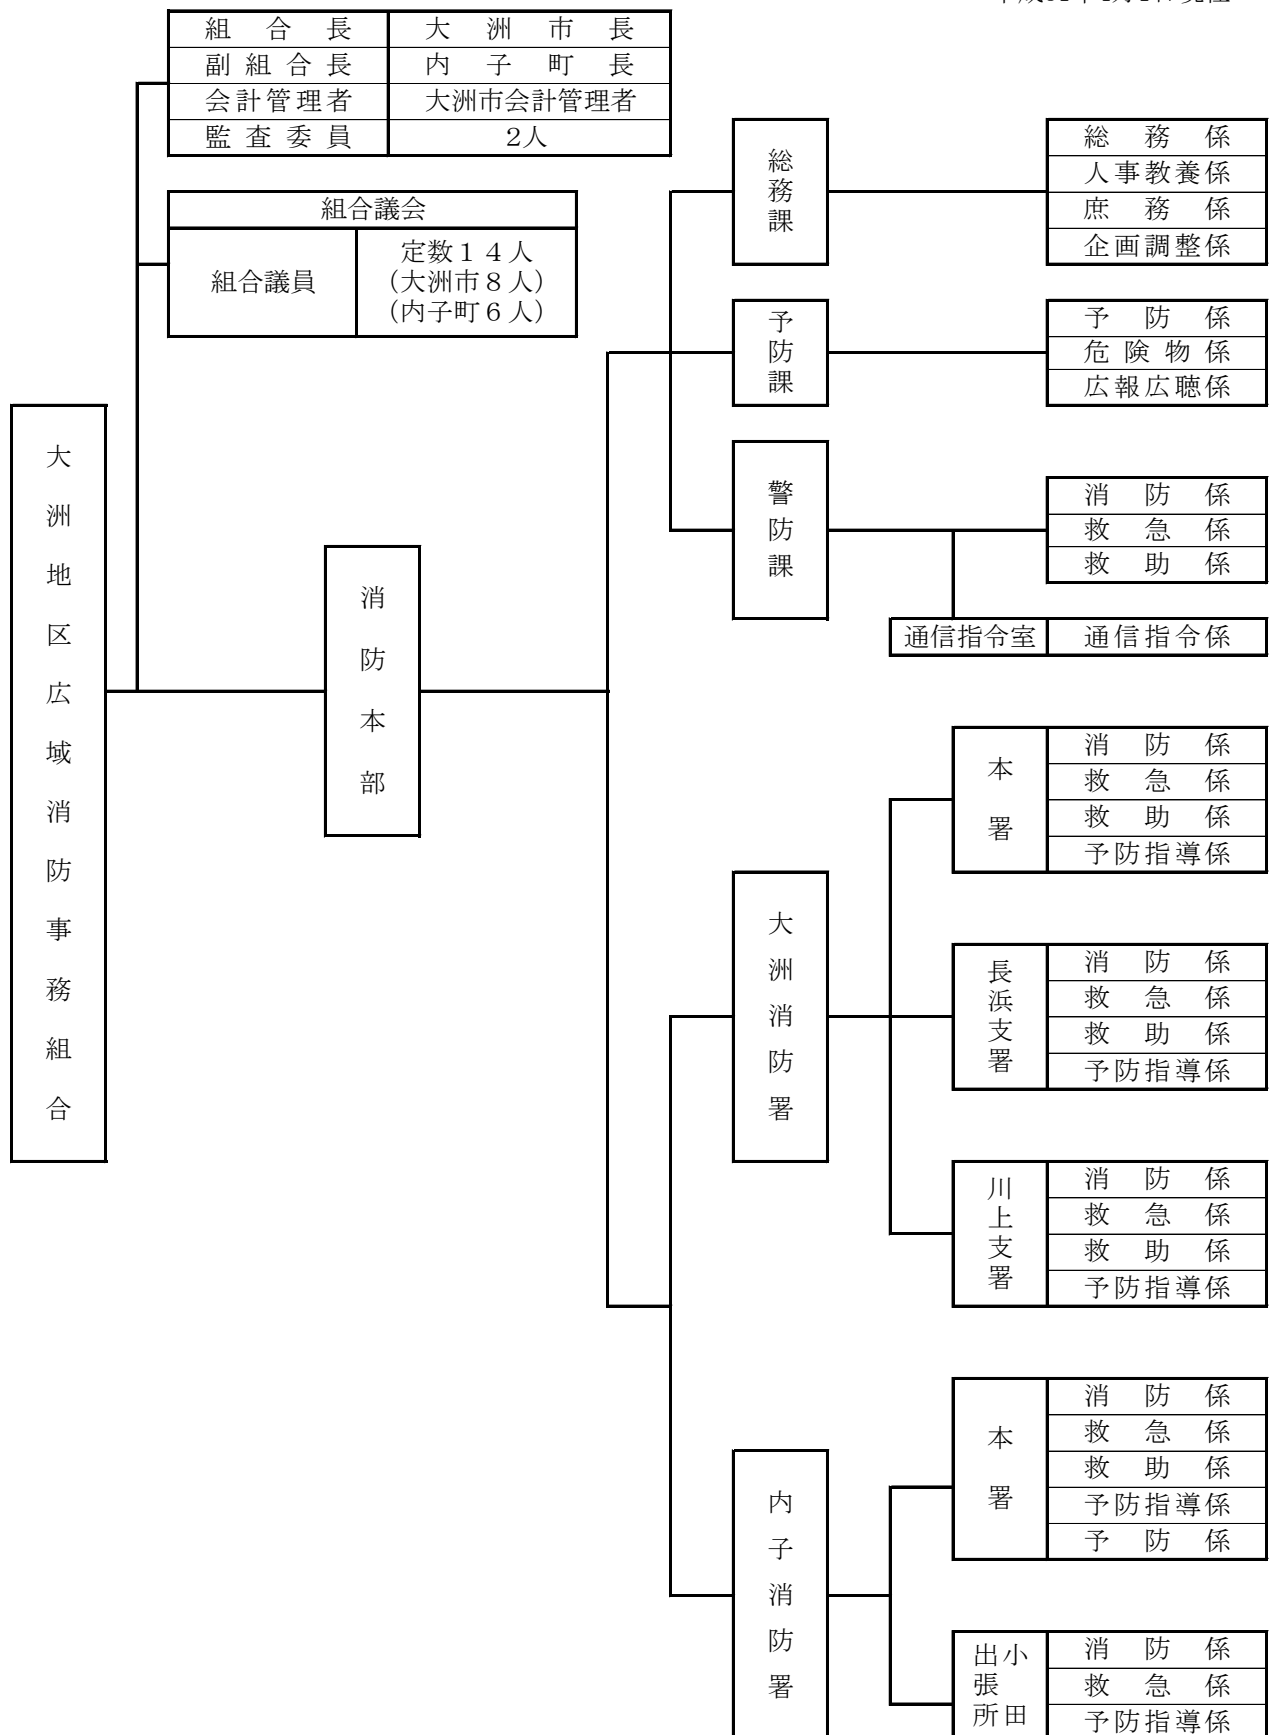 組合長 大洲市長
副組合長 内子町長
会計管理者 大洲市会計管理者
監査委員 2人
組合議会
組合議員
定数14人
(大洲市8人)
(内子町6人)
大洲地区広域消防事務組合
消防本部
総務課
総務係
人事教養係
庶務係
企画調整係
予防課
予防係
危険物係
広報広聴係
警防課
消防係
救急係
救助係
通信指令室 通信指令係
大洲消防署
本署
消防係
救急係
救助係
予防指導係
長浜支署
消防係
救急係
救助係
予防指導係
川上支署
消防係
救急係
救助係
予防指導係
内子消防署
本署
消防係
救急係
救助係
予防指導係
予防係
小田
出張所
消防係
救急係
予防指導係